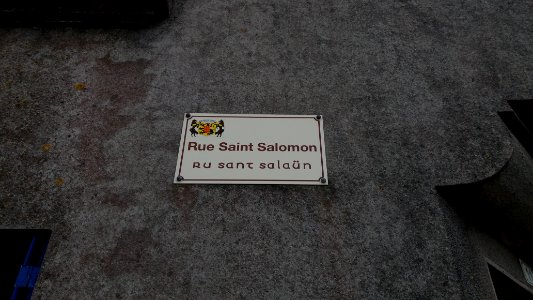 Rue Saint Salomon
Ru sant salaün